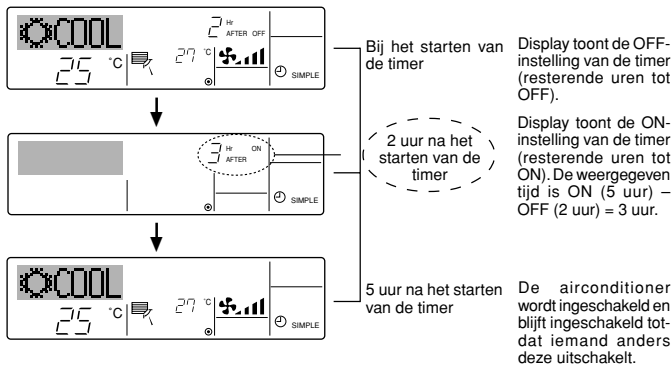 COOL
2 Hr
AFTER OFF
25 °C
27 °C
SIMPLE
Bij het starten van
de timer
Display toont de OFF-
instelling van de timer
(resterende uren tot
OFF).
3 Hr ON
AFTER
SIMPLE
2 uur na het
starten van de
timer
Display toont de ON-
instelling van de timer
(resterende uren tot
ON). De weergegeven
tijd is ON (5 uur) –
OFF (2 uur) = 3 uur.
COOL
25 °C
27 °C
SIMPLE
5 uur na het starten
van de timer
De airconditioner
wordt ingeschakeld en
blijft ingeschakeld tot-
dat iemand anders
deze uitschakelt.